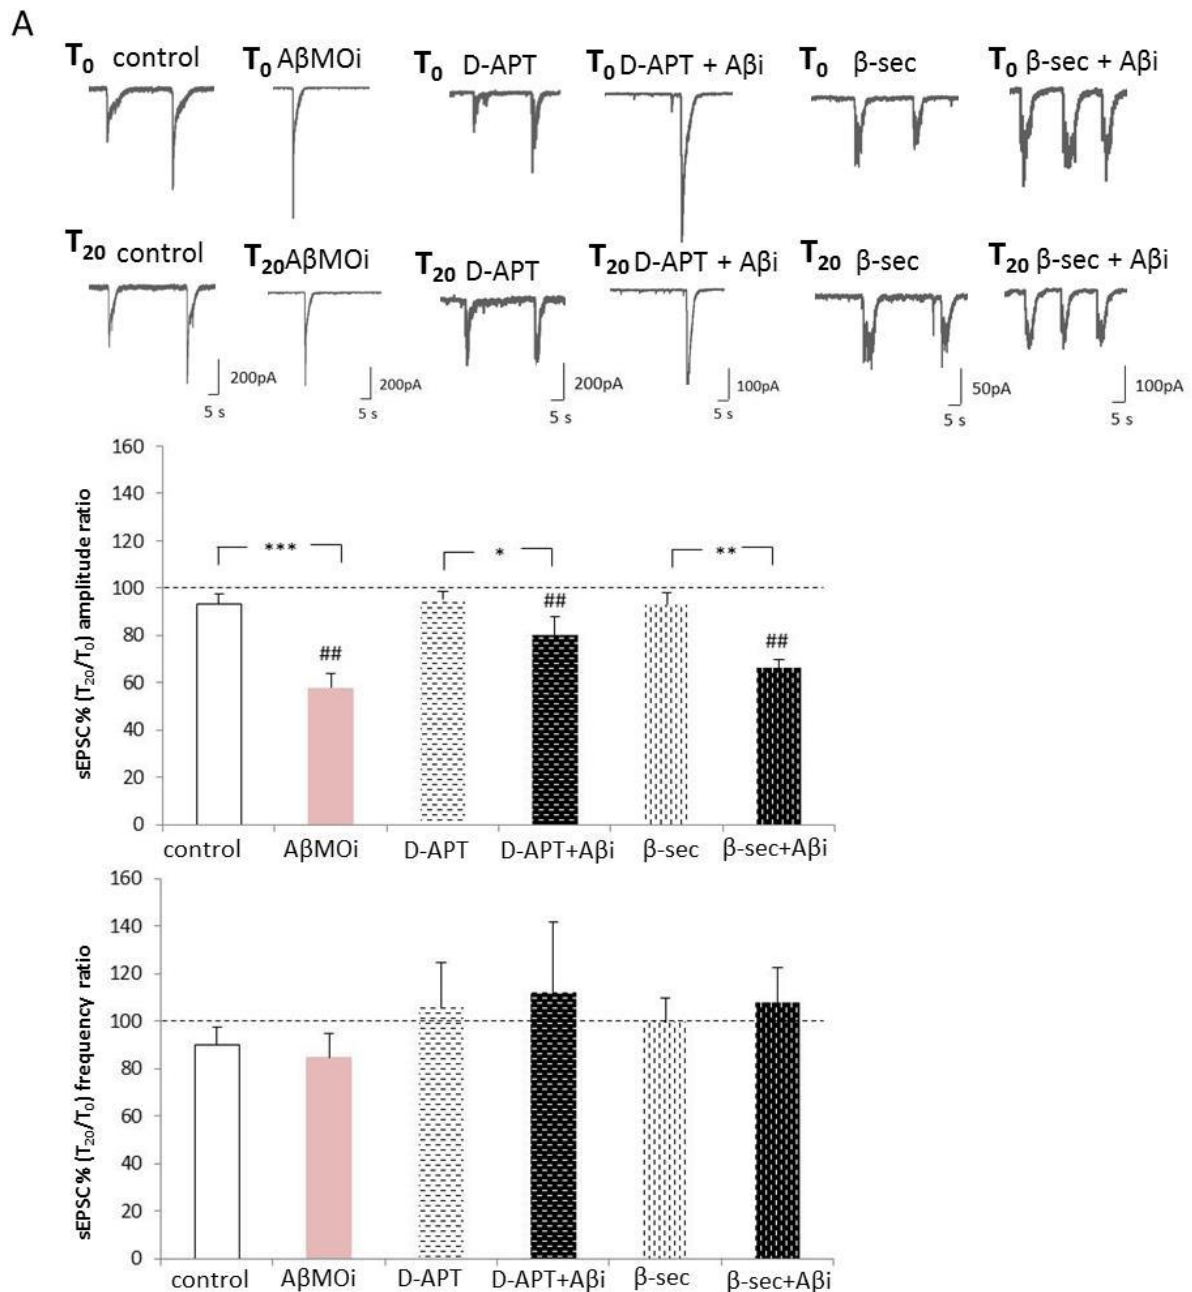 A
T0 control T0 AβMOi T0 D-APT T0 D-APT + Aβi T0 β-sec T0 β-sec + Aβi
T20 control T20 AβMOi T20 D-APT T20 D-APT + Aβi T20 β-sec T20 β-sec + Aβi
200pA 200pA 200pA 100pA 50pA 100pA
5 s 5 s 5 s 5 s 5 s 5 s
sEPSC % (T20/T0) amplitude ratio
160
140
120
100
80
60
40
20
0
*** * **
## ## ##
control AβMOi D-APT D-APT+Aβi β-sec β-sec+Aβi
sEPSC % (T20/T0) frequency ratio
160
140
120
100
80
60
40
20
0
control AβMOi D-APT D-APT+Aβi β-sec β-sec+Aβi